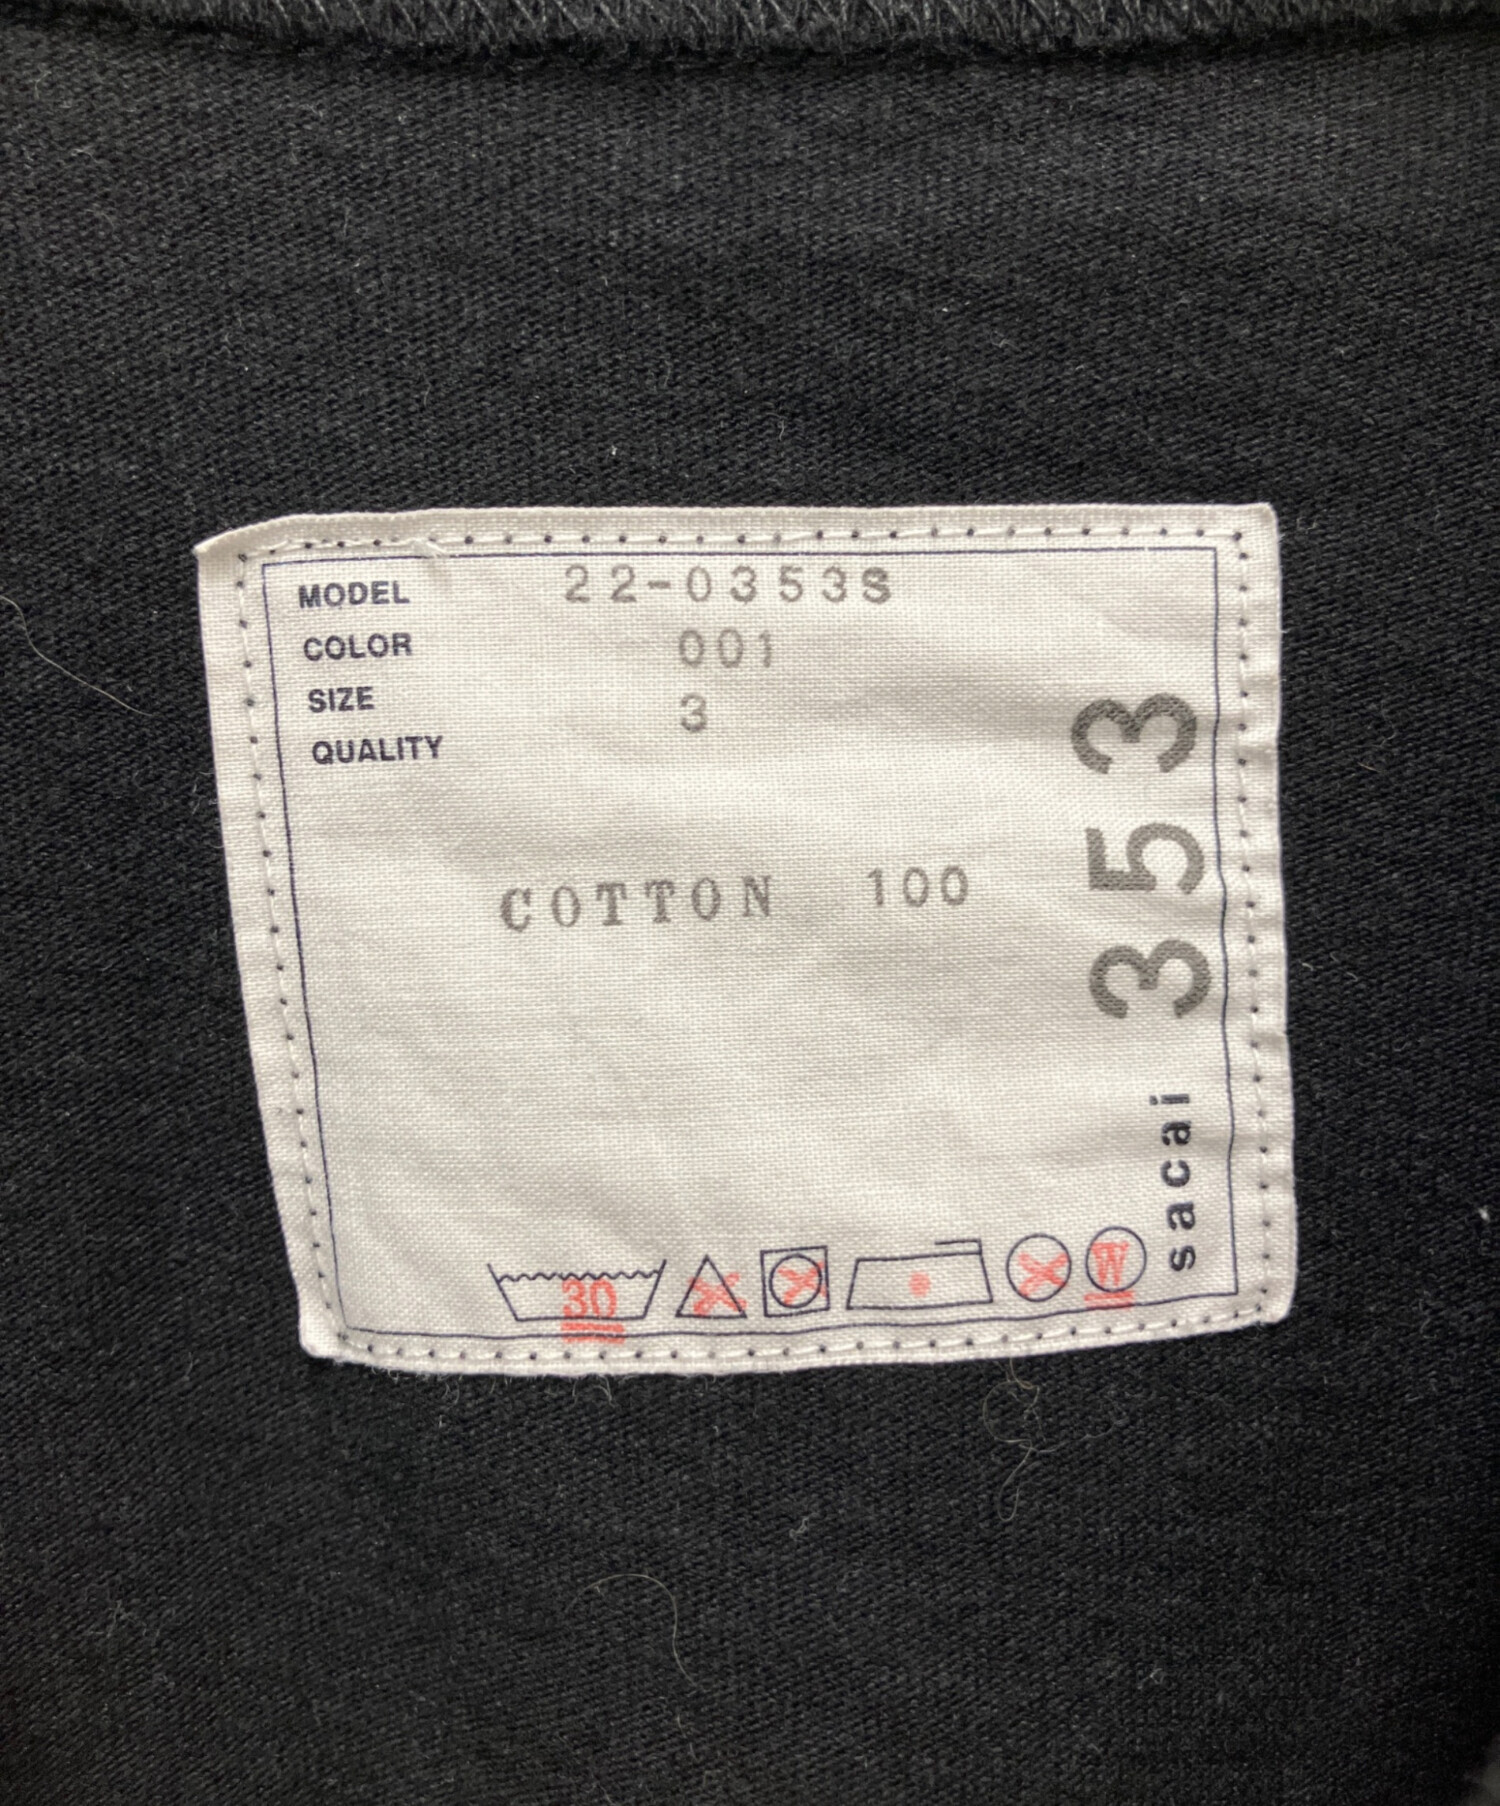 MODEL 22-0353S
COLOR 001
SIZE 3
QUALITY
COTTON 100
353
sacai
30
W